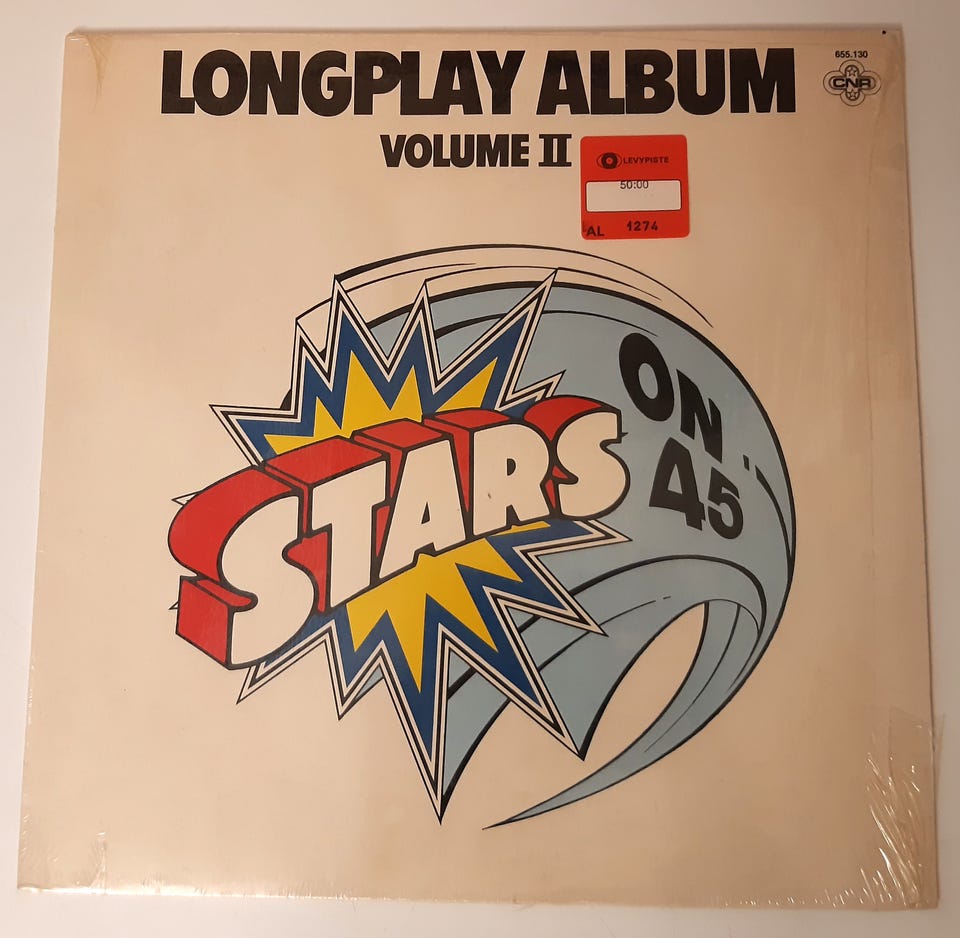 LONGPLAY ALBUM
VOLUME II
655.130
CNR
LEVYPISTE
50:00
AL 1274
STARS
ON
45